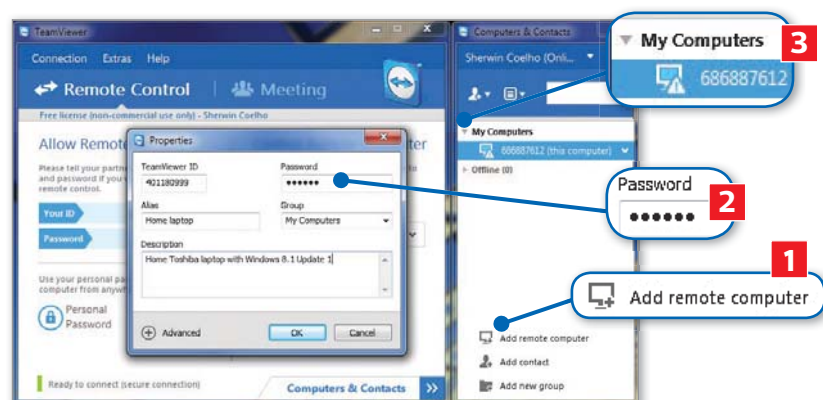 TeamViewer
Connection Extras Help
Remote Control
Meeting
Free license (non-commercial use only) - Sherwin Coelho
Allow Remote
ter
Please tell your partne
and password if you w
remote control.
to
Your ID
Password
Use your personal pa
computer from anywh
Personal
Password
Ready to connect (secure connection)
Computers & Contacts
Properties
TeamViewer ID
Password
401180999
••••••
Alias
Group
Home laptop
My Computers
Description
Home Toshiba laptop with Windows 8.1 Update 1
Advanced
OK
Cancel
Computers & Contacts
Sherwin Coelho (Onli...
My Computers
686887612 (this computer)
Offline (0)
Add remote computer
Add contact
Add new group
My Computers
3
686887612
Password
2
••••••
1
Add remote computer